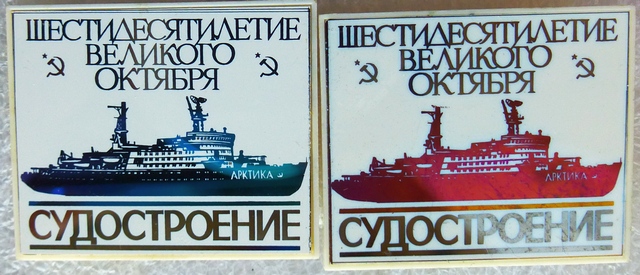 ШЕСТИДЕСЯТИЛЕТИЕ
ВЕЛИКОГО
ОКТЯБРЯ
АРКТИКА
СУДОСТРОЕНИЕ
ШЕСТИДЕСЯТИЛЕТИЕ
ВЕЛИКОГО
ОКТЯБРЯ
АРКТИКА
СУДОСТРОЕНИЕ